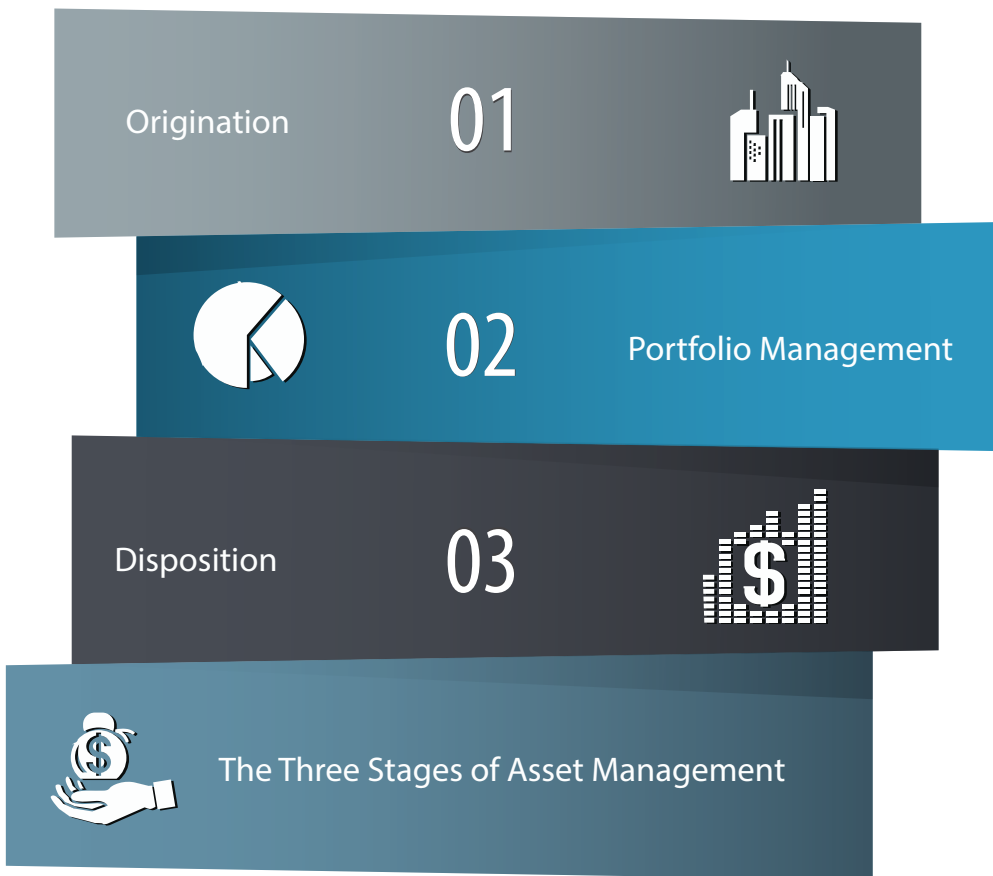 Origination 01
02 Portfolio Management
Disposition 03
$
$
The Three Stages of Asset Management